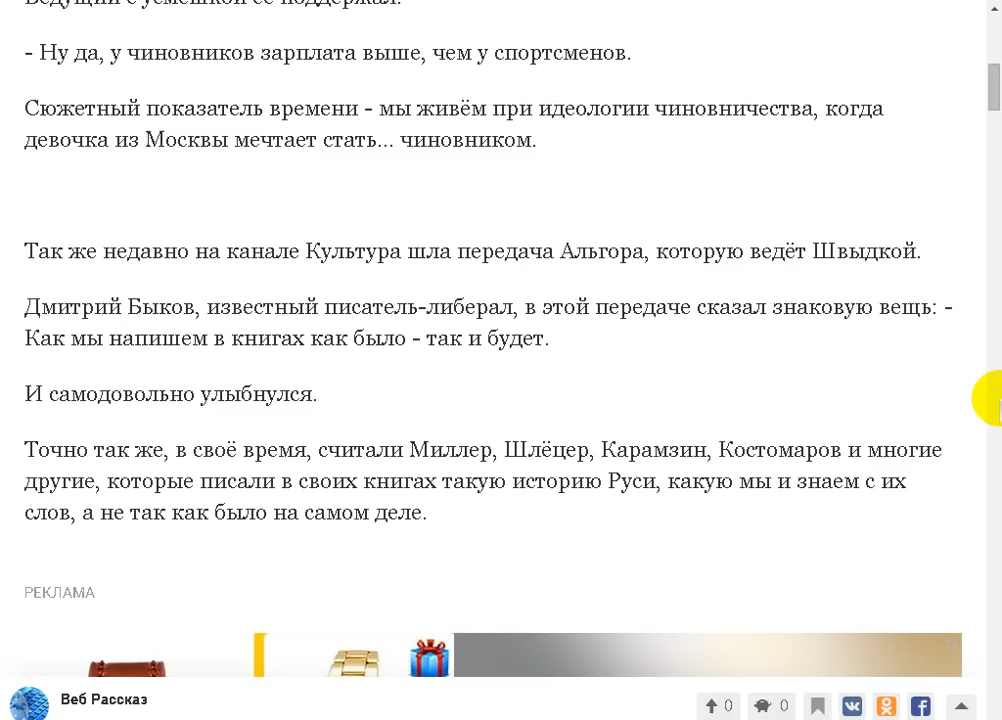 Ведущий с усмешкой её поддержал.
- Ну да, у чиновников зарплата выше, чем у спортсменов.
Сюжетный показатель времени - мы живём при идеологии чиновничества, когда
девочка из Москвы мечтает стать... чиновником.
Так же недавно на канале Культура шла передача Альгора, которую ведёт Швыдкой.
Дмитрий Быков, известный писатель-либерал, в этой передаче сказал знаковую вещь: -
Как мы напишем в книгах как было - так и будет.
И самодовольно улыбнулся.
Точно так же, в своё время, считали Миллер, Шлёцер, Карамзин, Костомаров и многие
другие, которые писали в своих книгах такую историю Руси, какую мы и знаем с их
слов, а не так как было на самом деле.
РЕКЛАМА
Веб Рассказ 0 0